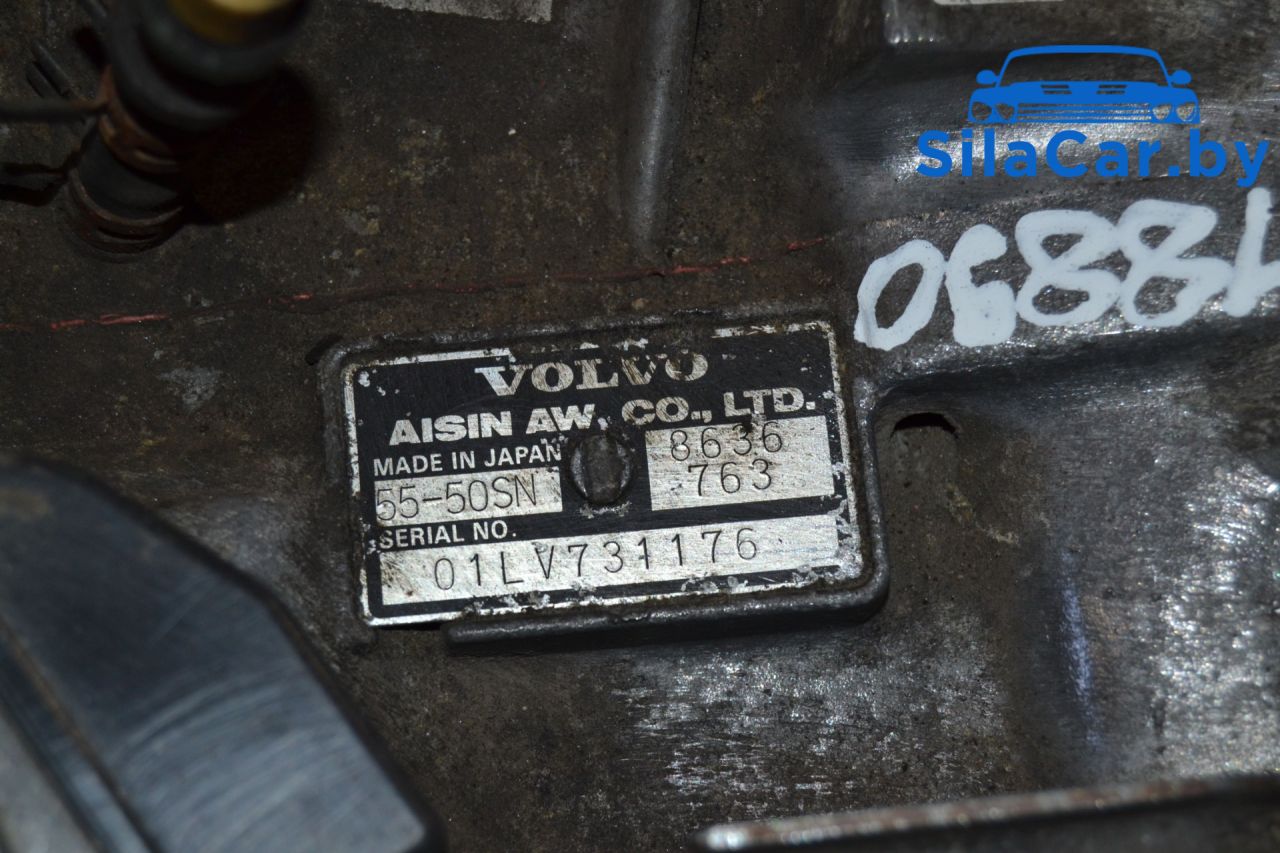 SilaCar.by
VOLVO
AISIN AW, CO., LTD.
MADE IN JAPAN
8636
763
55-50SN
SERIAL NO.
01LV731176